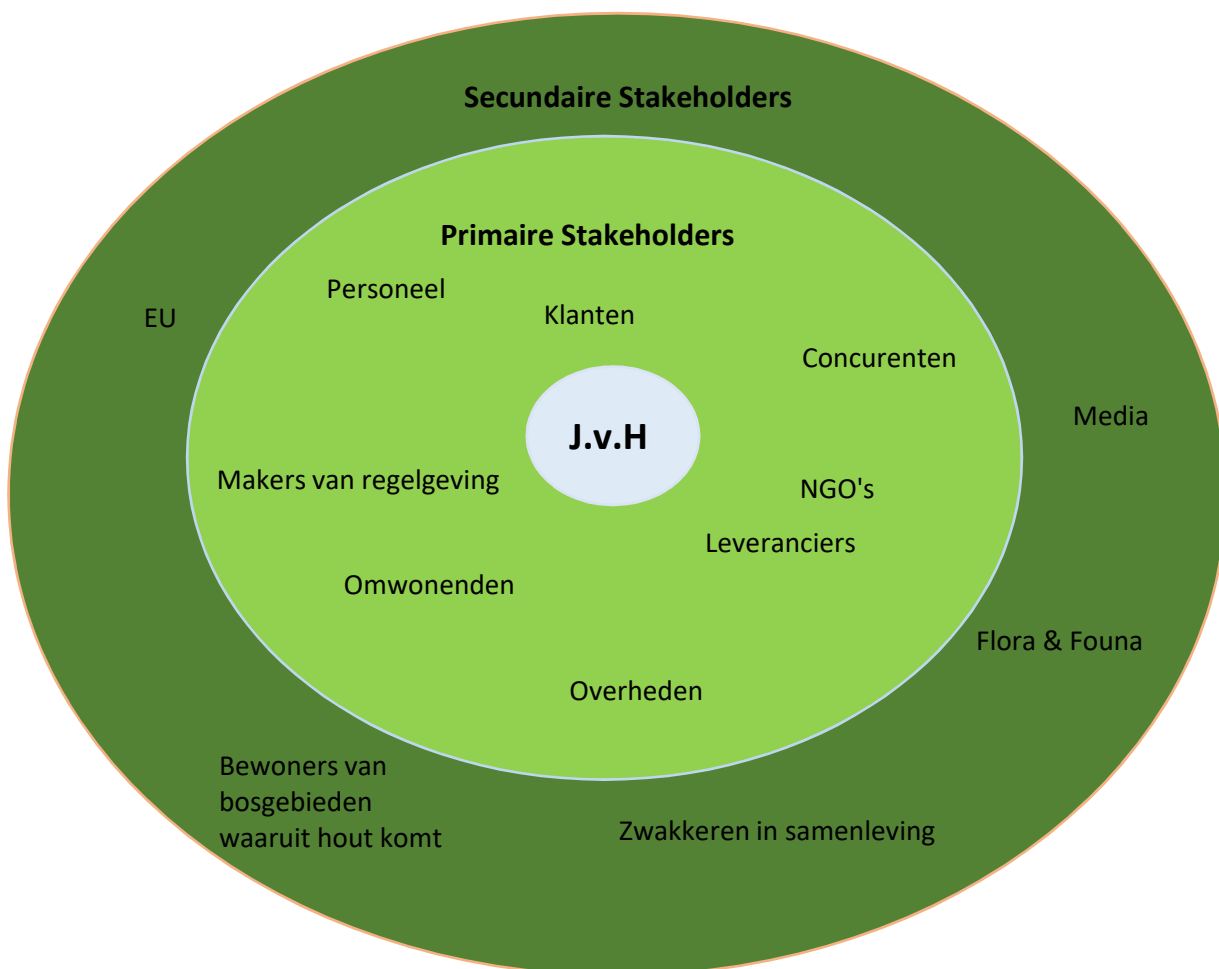 Secundaire Stakeholders
Primaire Stakeholders
Personeel
Klanten
EU
Concurenten
Media
J.v.H
Makers van regelgeving
NGO's
Leveranciers
Omwonenden
Flora & Founa
Overheden
Bewoners van
bosgebieden
waaruit hout komt
Zwakkeren in samenleving